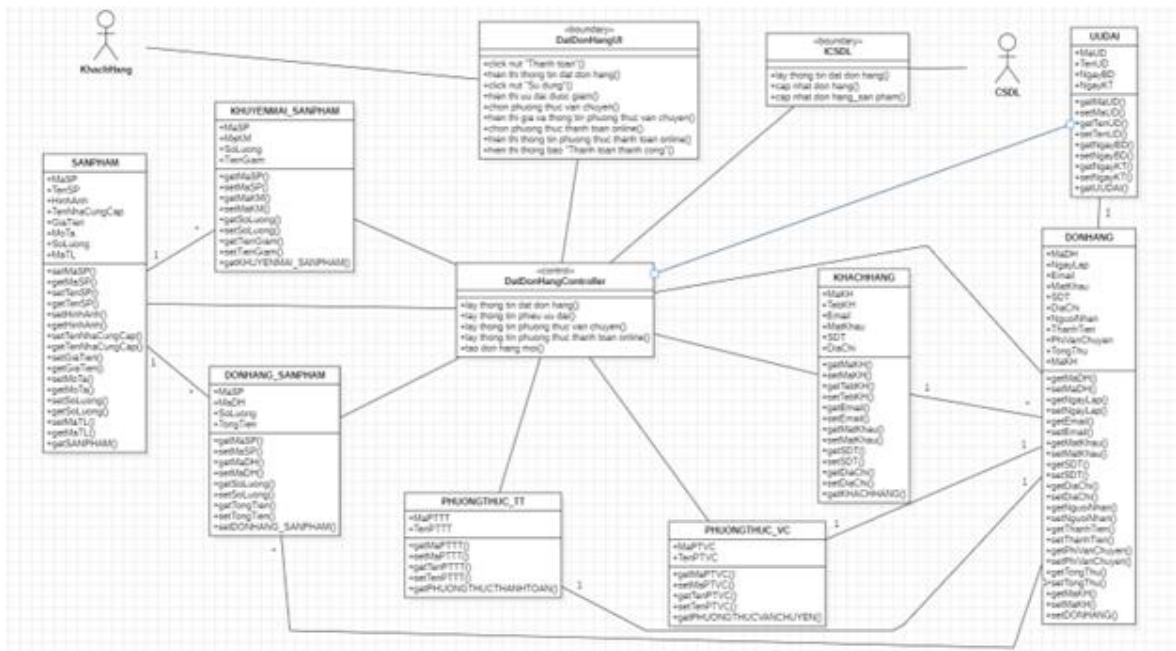 KhachHang
«boundary»
DatDonHangUI
+click nut "Thanh toan"()
+hien thi thong tin dat don hang()
+click nut "Su dung"()
+hien thi uu dai duoc giam()
+chon phuong thuc van chuyen()
+hien thi gia va thong tin phuong thuc van chuyen()
+chon phuong thuc thanh toan online()
+hien thi thong tin phuong thuc thanh toan online()
+hien thi thong bao "Thanh toan thanh cong"()
«boundary»
ICSDL
+lay thong tin dat don hang()
+cap nhat don hang()
+cap nhat don hang_san pham()
CSDL
UUDAI
+MaUD
+TenUD
+NgayBD
+NgayKT
+getMaUD()
+setMaUD()
+getTenUD()
+setTenUD()
+getNgayBD()
+setNgayBD()
+getNgayKT()
+setNgayKT()
+getUUDAI()
1
KHUYENMAI_SANPHAM
+MaSP
+MaKM
+SoLuong
+TienGiam
+getMaSP()
+setMaSP()
+getMaKM()
+setMaKM()
+getSoLuong()
+setSoLuong()
+getTienGiam()
+setTienGiam()
+getKHUYENMAI_SANPHAM()
*
1
SANPHAM
+MaSP
+TenSP
+HinhAnh
+TenNhaCungCap
+GiaTien
+MoTa
+SoLuong
+MaTL
+setMaSP()
+getMaSP()
+setTenSP()
+getTenSP()
+setHinhAnh()
+getHinhAnh()
+setTenNhaCungCap()
+getTenNhaCungCap()
+setGiaTien()
+getGiaTien()
+setMoTa()
+getMoTa()
+setSoLuong()
+getSoLuong()
+setMaTL()
+getMaTL()
+getSANPHAM()
1
*
«control»
DatDonHangController
+lay thong tin dat don hang()
+lay thong tin phieu uu dai()
+lay thong tin phuong thuc van chuyen()
+lay thong tin phuong thuc thanh toan online()
+tao don hang moi()
KHACHHANG
+MaKH
+TebKH
+Email
+MatKhau
+SDT
+DiaChi
+getMaKH()
+setMaKH()
+getTebKH()
+setTebKH()
+getEmail()
+setEmail()
+getMatKhau()
+setMatKhau()
+getSDT()
+setSDT()
+getDiaChi()
+setDiaChi()
+getKHACHHANG()
1
*
DONHANG
+MaDH
+NgayLap
+Email
+MatKhau
+SDT
+DiaChi
+NguoiNhan
+ThanhTien
+PhiVanChuyen
+TongThu
+MaKH
+getMaDH()
+setMaDH()
+getNgayLap()
+setNgayLap()
+getEmail()
+setEmail()
+getMatKhau()
+setMatKhau()
+getSDT()
+setSDT()
+getDiaChi()
+setDiaChi()
+getNguoiNhan()
+setNguoiNhan()
+getThanhTien()
+setThanhTien()
+getPhiVanChuyen()
+setPhiVanChuyen()
+getTongThu()
+setTongThu()
+getMaKH()
+setMaKH()
+setDONHANG()
1
1
DONHANG_SANPHAM
+MaSP
+MaDH
+SoLuong
+TongTien
+getMaSP()
+setMaSP()
+getMaDH()
+setMaDH()
+getSoLuong()
+setSoLuong()
+getTongTien()
+setTongTien()
+setDONHANG_SANPHAM()
*
PHUONGTHUC_TT
+MaPTTT
+TenPTTT
+getMaPTTT()
+setMaPTTT()
+getTenPTTT()
+setTenPTTT()
+getPHUONGTHUCTHANHTOAN()
1
PHUONGTHUC_VC
+MaPTVC
+TenPTVC
+getMaPTVC()
+setMaPTVC()
+getTenPTVC()
+setTenPTVC()
+getPHUONGTHUCVANCHUYEN()
1